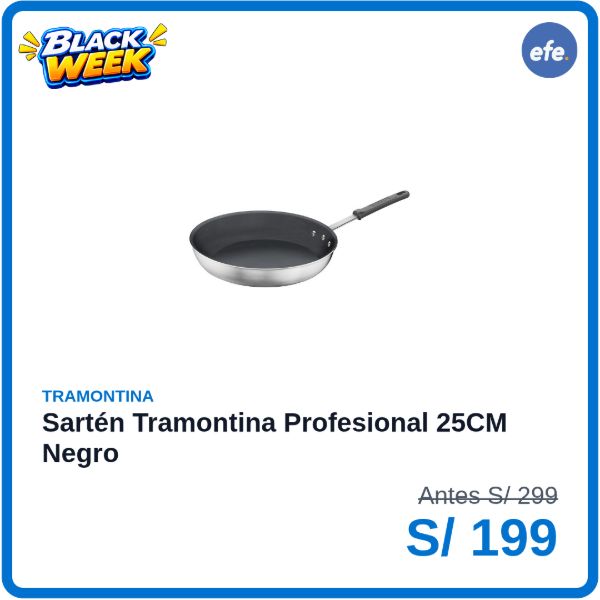 BLACK
WEEK
efe.
TRAMONTINA
Sartén Tramontina Profesional 25CM
Negro
Antes S/ 299
S/ 199